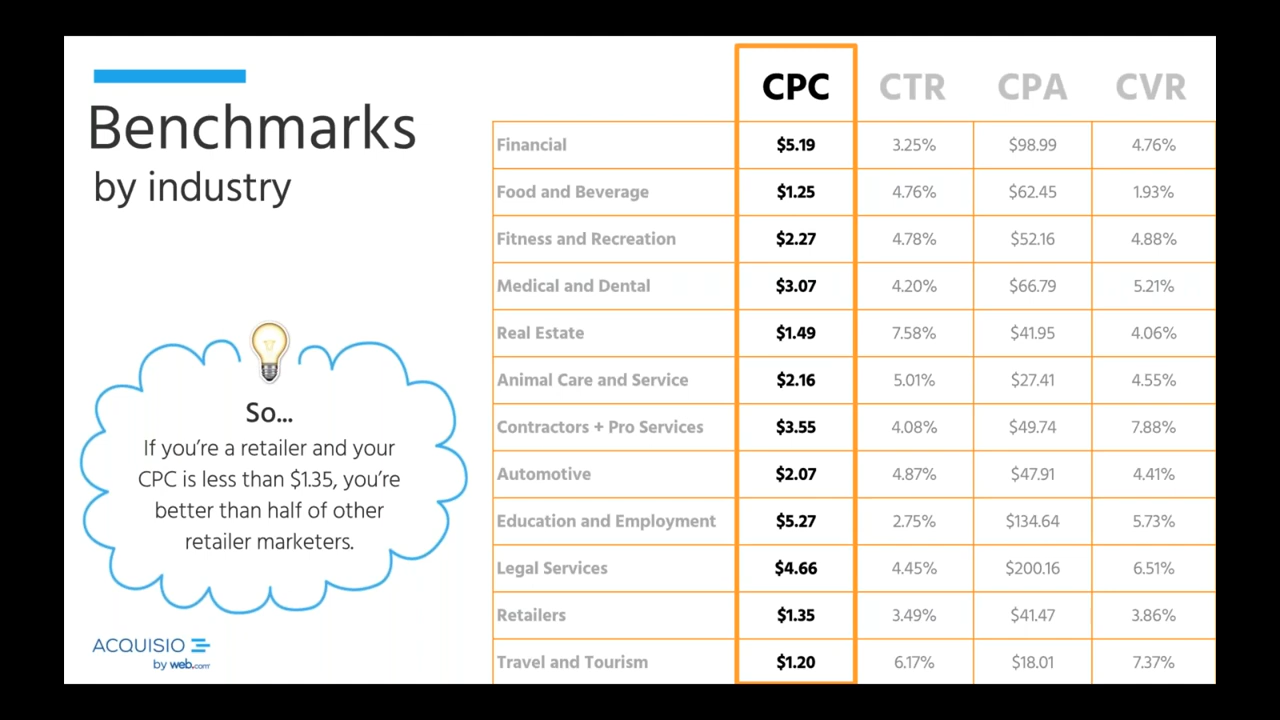 Benchmarks
by industry
So...
If you're a retailer and your
CPC is less than $1.35, you're
better than half of other
retailer marketers.
ACQUISIO
by web.com
CPC CTR CPA CVR
Financial $5.19 3.25% $98.99 4.76%
Food and Beverage $1.25 4.76% $62.45 1.93%
Fitness and Recreation $2.27 4.78% $52.16 4.88%
Medical and Dental $3.07 4.20% $66.79 5.21%
Real Estate $1.49 7.58% $41.95 4.06%
Animal Care and Service $2.16 5.01% $27.41 4.55%
Contractors + Pro Services $3.55 4.08% $49.74 7.88%
Automotive $2.07 4.87% $47.91 4.41%
Education and Employment $5.27 2.75% $134.64 5.73%
Legal Services $4.66 4.45% $200.16 6.51%
Retailers $1.35 3.49% $41.47 3.86%
Travel and Tourism $1.20 6.17% $18.01 7.37%